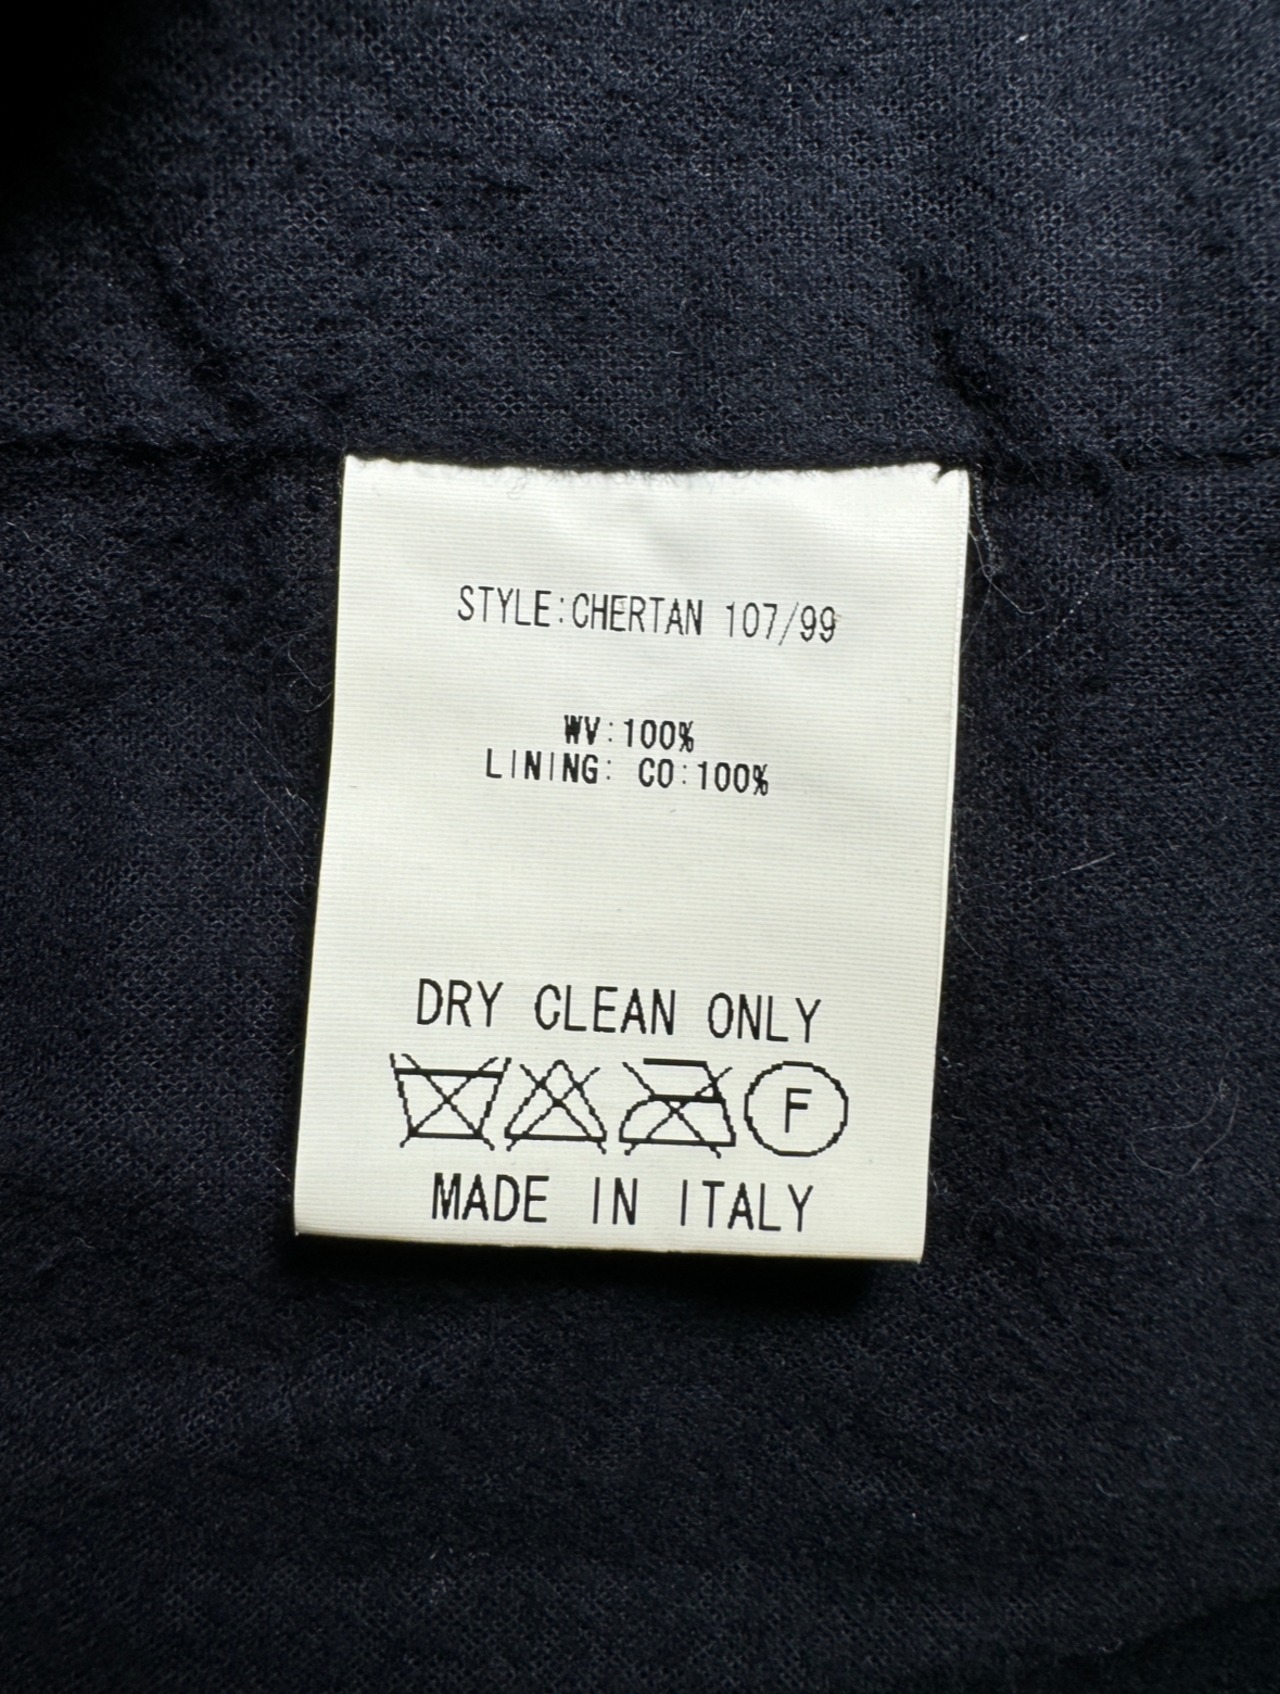 STYLE:CHERTAN 107/99
WV:100%
LINING: CO:100%
DRY CLEAN ONLY
F
MADE IN ITALY